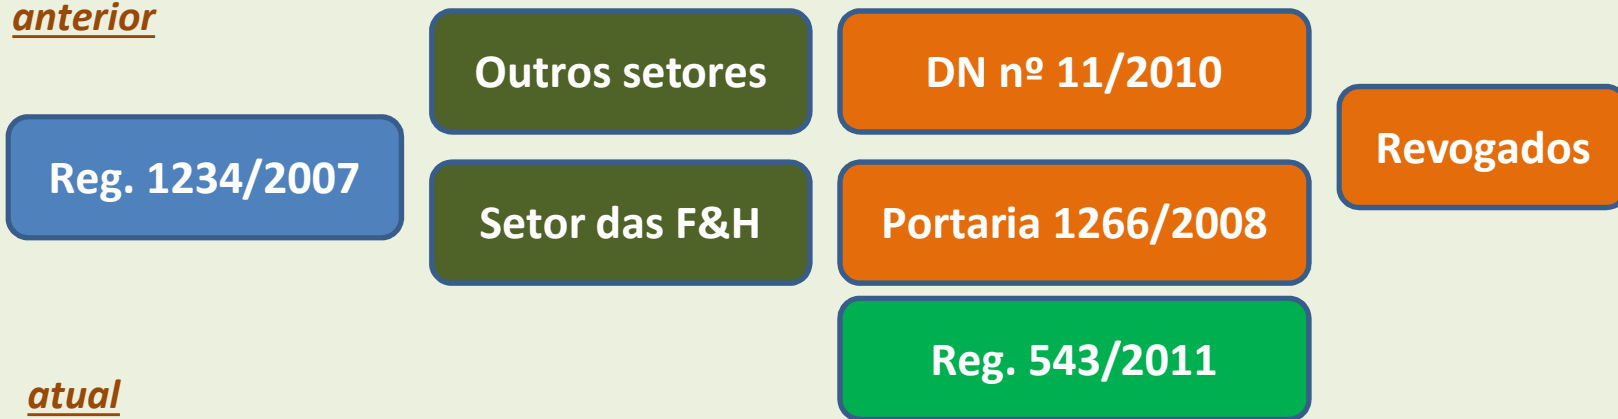 anterior
Outros setores
DN nº 11/2010
Revogados
Reg. 1234/2007
Setor das F&H
Portaria 1266/2008
Reg. 543/2011
atual